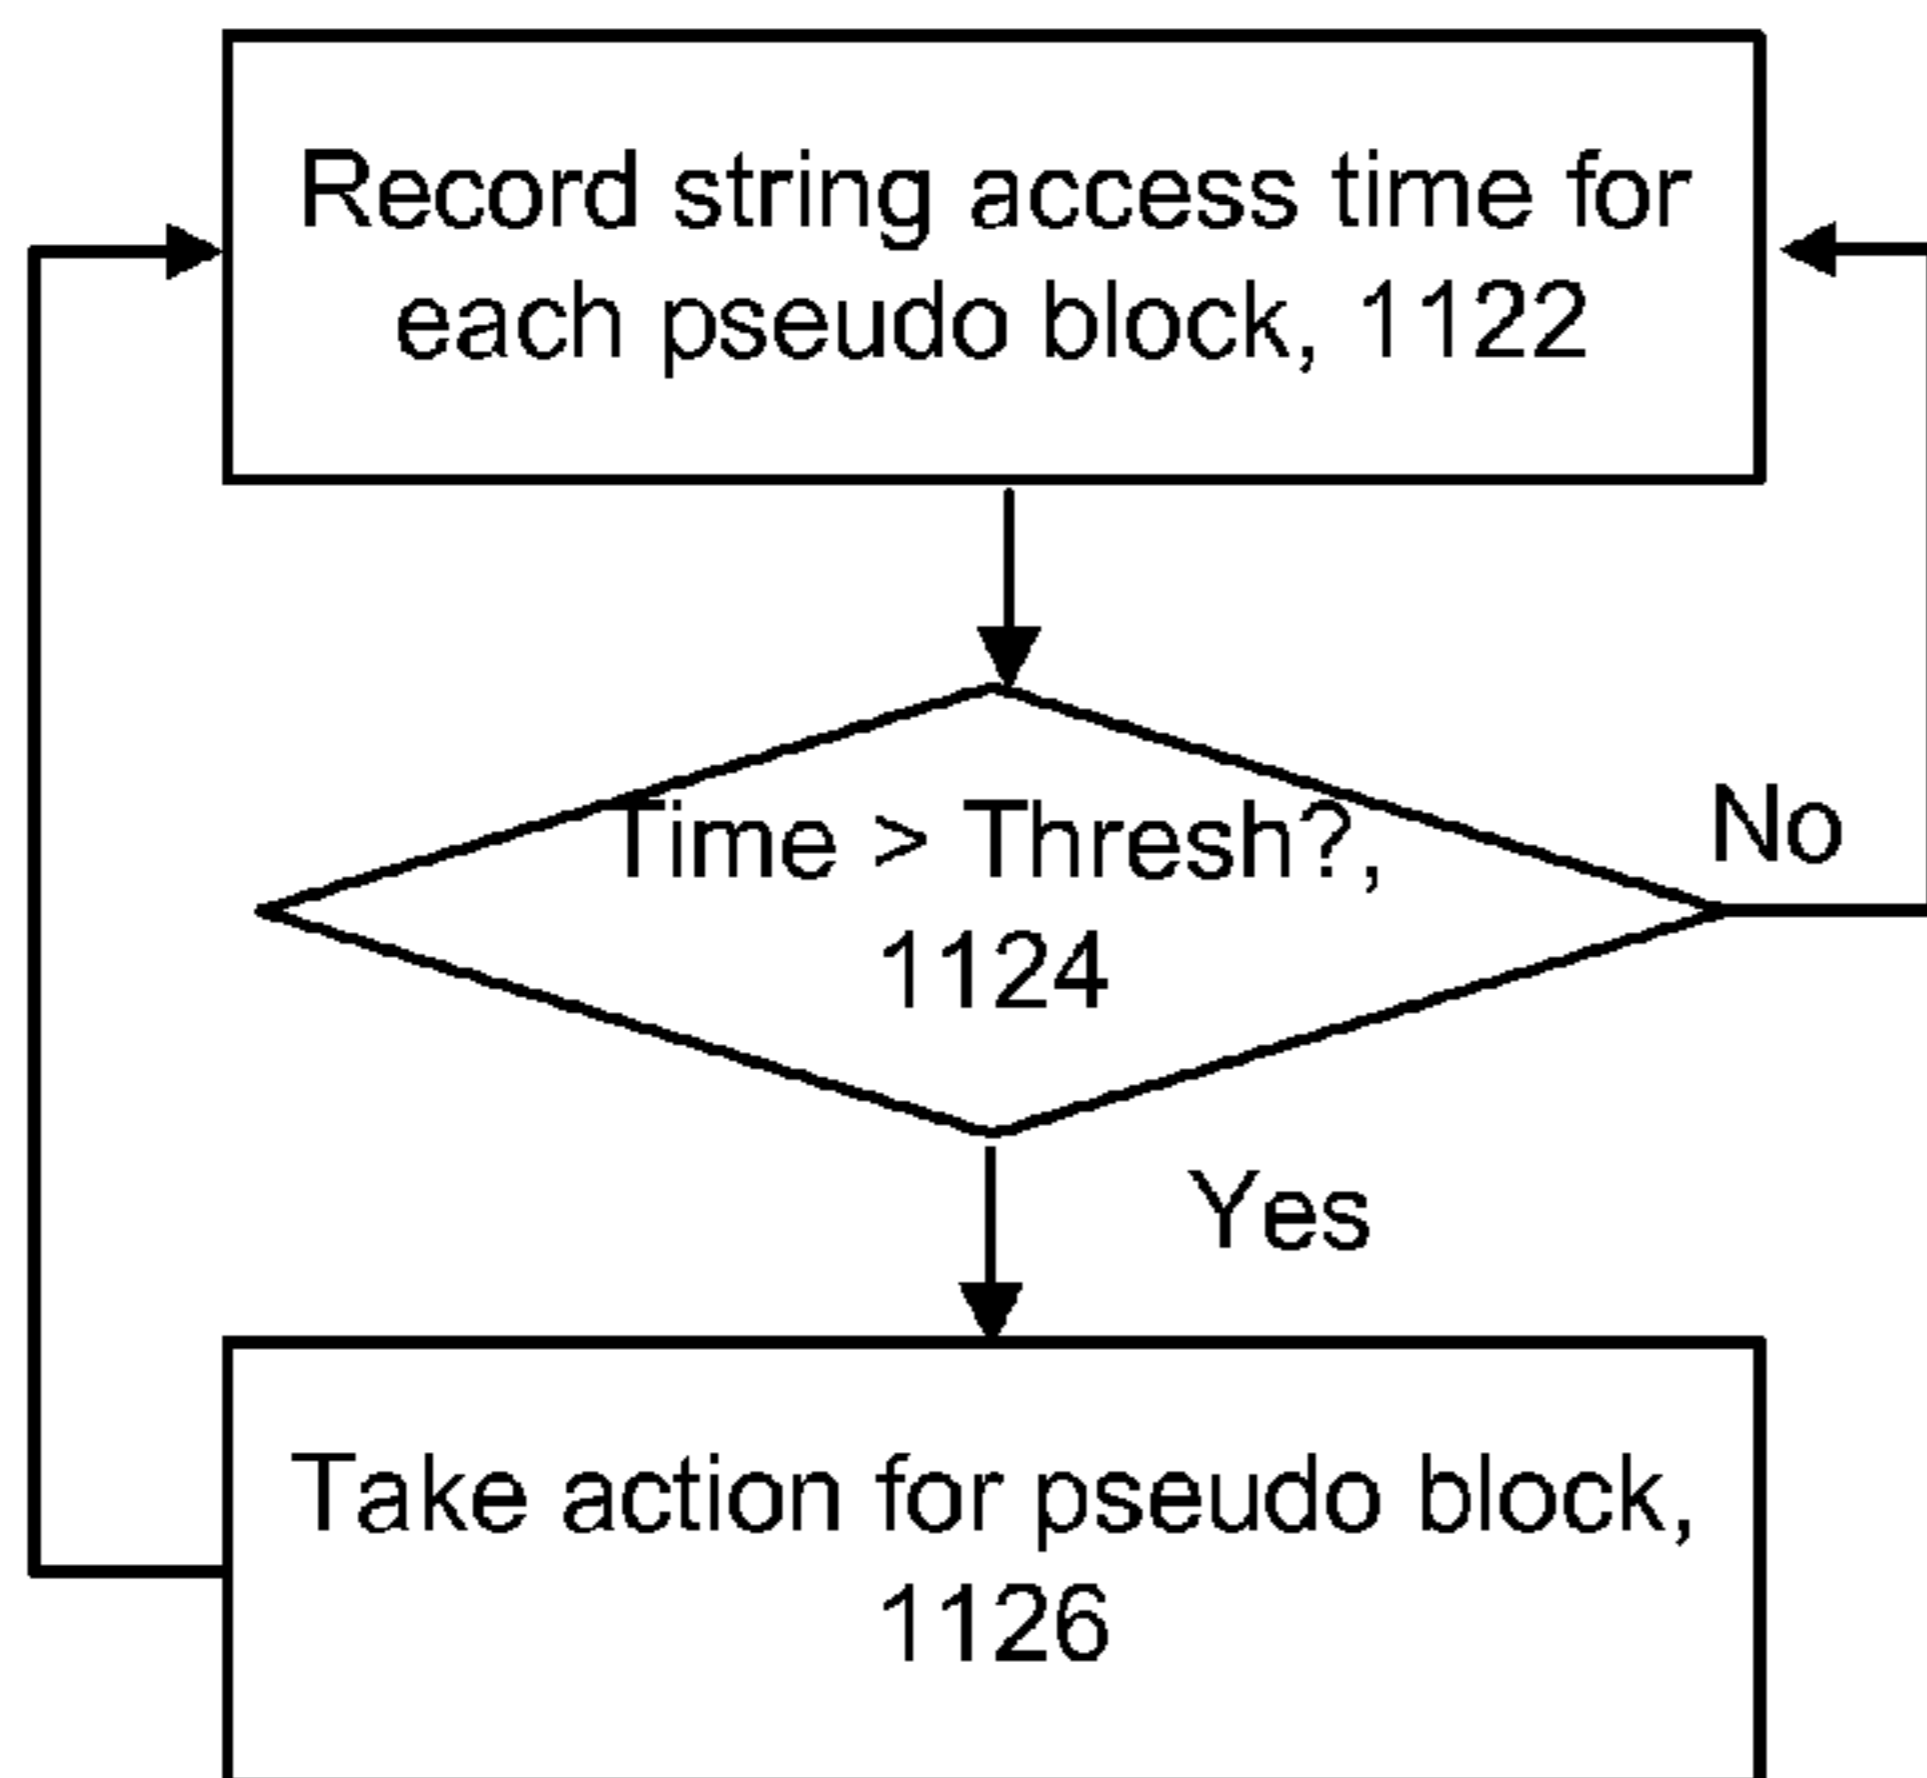 Record string access time for
each pseudo block, 1122
Time > Thresh?,
1124
No
Yes
Take action for pseudo block,
1126